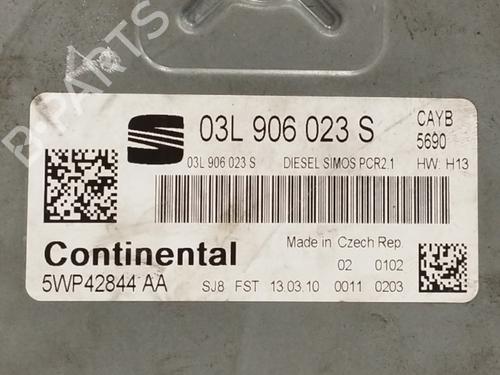 B-PARTS
03L 906 023 S
CAYB
5690
03L 906 023 S DIESEL SIMOS PCR2.1 HW: H13
Continental
Made in Czech Rep.
5WP42844 AA
02 0102
SJ8 FST 13.03.10 0011 0203